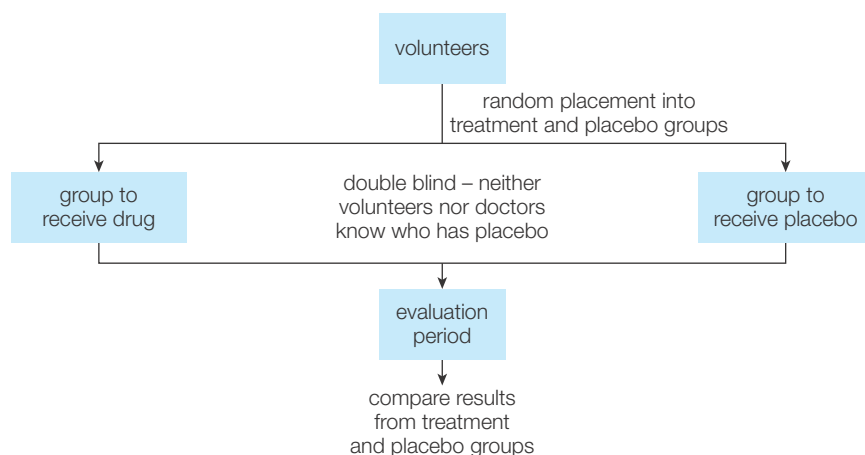 volunteers
random placement into
treatment and placebo groups
group to
receive drug
double blind – neither
volunteers nor doctors
know who has placebo
group to
receive placebo
evaluation
period
compare results
from treatment
and placebo groups